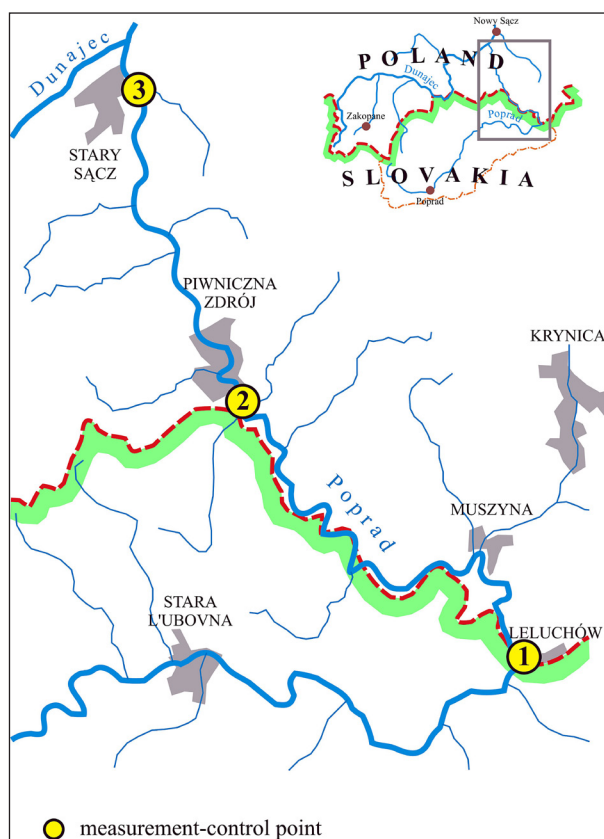 Nowy Sącz
POLAND
Dunajec
Zakopane
Poprad
SLOVAKIA
Poprad
Dunajec
3
STARY
SĄCZ
PIWNICZNA
ZDRÓJ
KRYNICA
2
Poprad
MUSZYNA
STARA
L'UBOVNA
LELUCHÓW
1
measurement-control point